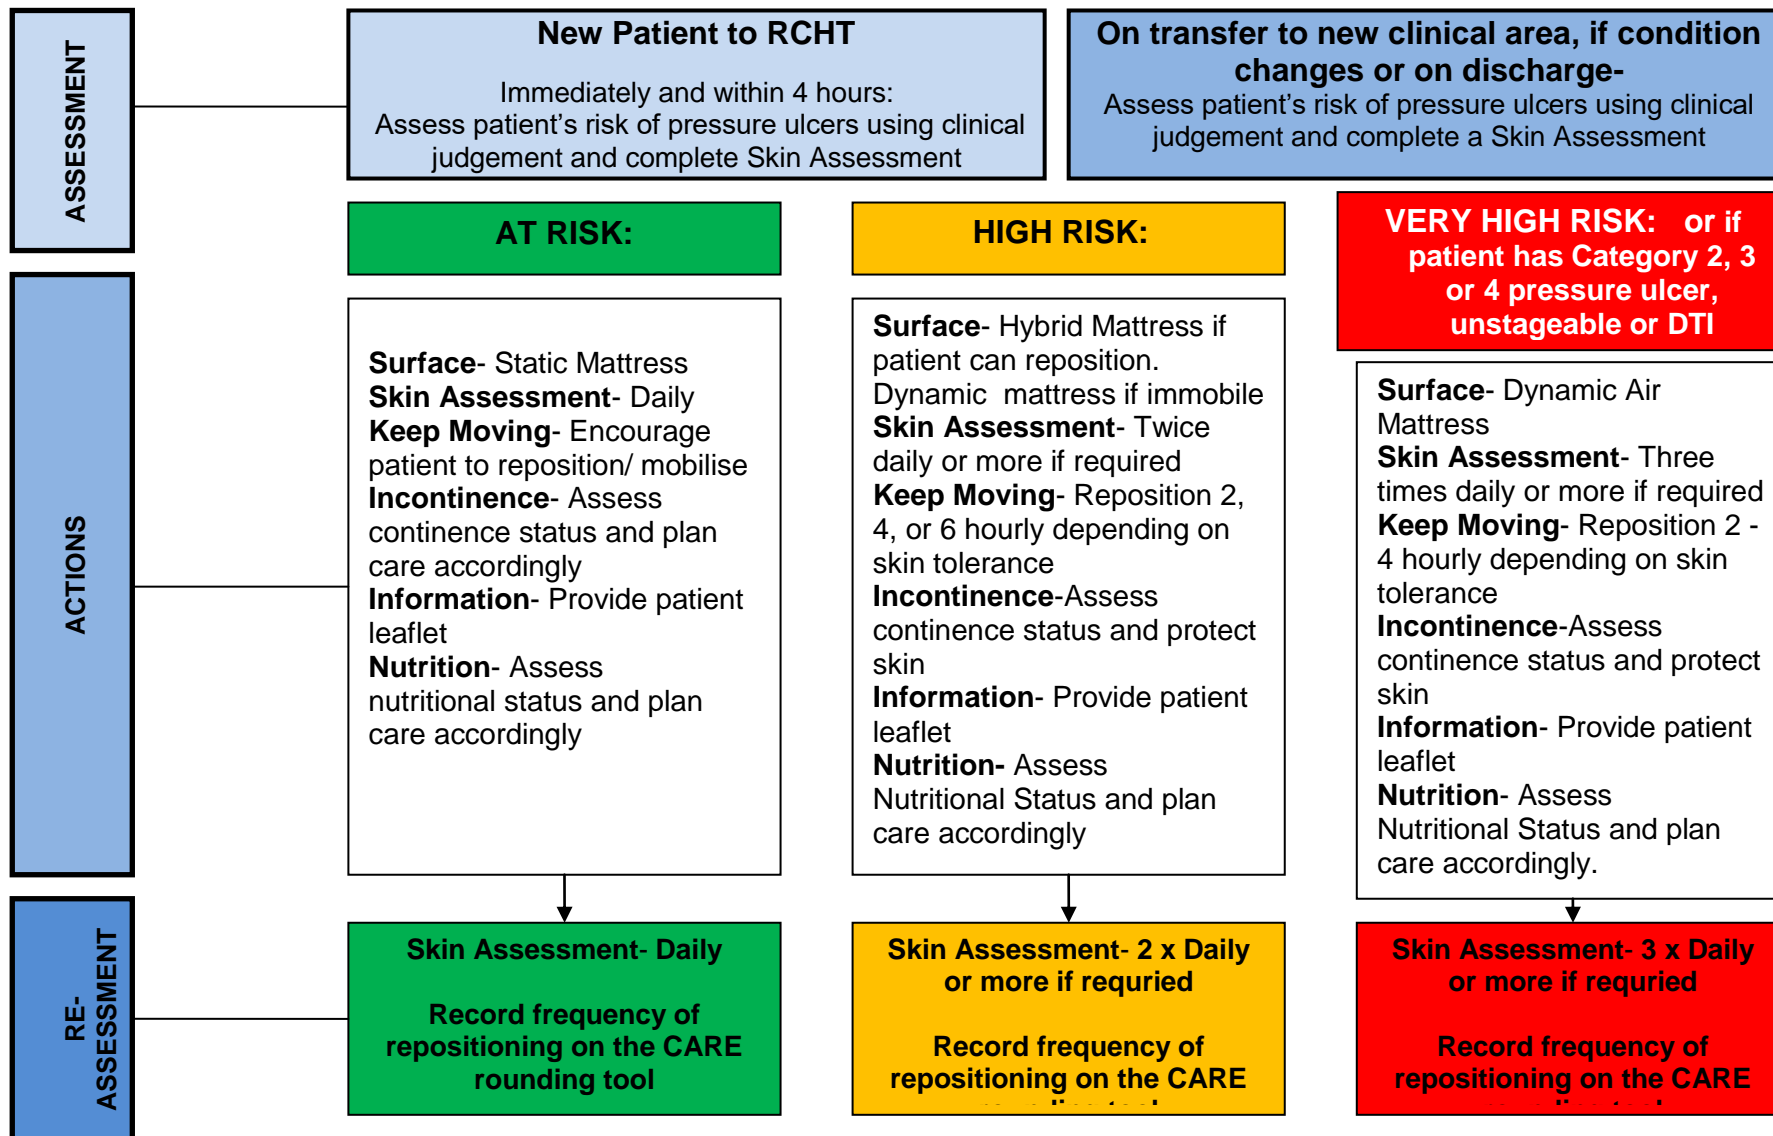 ASSESSMENT
New Patient to RCHT
Immediately and within 4 hours:
Assess patient's risk of pressure ulcers using clinical
judgement and complete Skin Assessment
On transfer to new clinical area, if condition
changes or on discharge-
Assess patient's risk of pressure ulcers using clinical
judgement and complete a Skin Assessment
AT RISK:
HIGH RISK:
VERY HIGH RISK: or if
patient has Category 2, 3
or 4 pressure ulcer,
unstageable or DTI
ACTIONS
Surface- Static Mattress
Skin Assessment- Daily
Keep Moving- Encourage
patient to reposition/ mobilise
Incontinence- Assess
continence status and plan
care accordingly
Information- Provide patient
leaflet
Nutrition- Assess
nutritional status and plan
care accordingly
Surface- Hybrid Mattress if
patient can reposition.
Dynamic mattress if immobile
Skin Assessment- Twice
daily or more if required
Keep Moving- Reposition 2,
4, or 6 hourly depending on
skin tolerance
Incontinence-Assess
continence status and protect
skin
Information- Provide patient
leaflet
Nutrition- Assess
Nutritional Status and plan
care accordingly
Surface- Dynamic Air
Mattress
Skin Assessment- Three
times daily or more if required
Keep Moving- Reposition 2 -
4 hourly depending on skin
tolerance
Incontinence-Assess
continence status and protect
skin
Information- Provide patient
leaflet
Nutrition- Assess
Nutritional Status and plan
care accordingly.
RE-
ASSESSMENT
Skin Assessment- Daily
Record frequency of
repositioning on the CARE
rounding tool
Skin Assessment- 2 x Daily
or more if requried
Record frequency of
repositioning on the CARE
Skin Assessment- 3 x Daily
or more if requried
Record frequency of
repositioning on the CARE